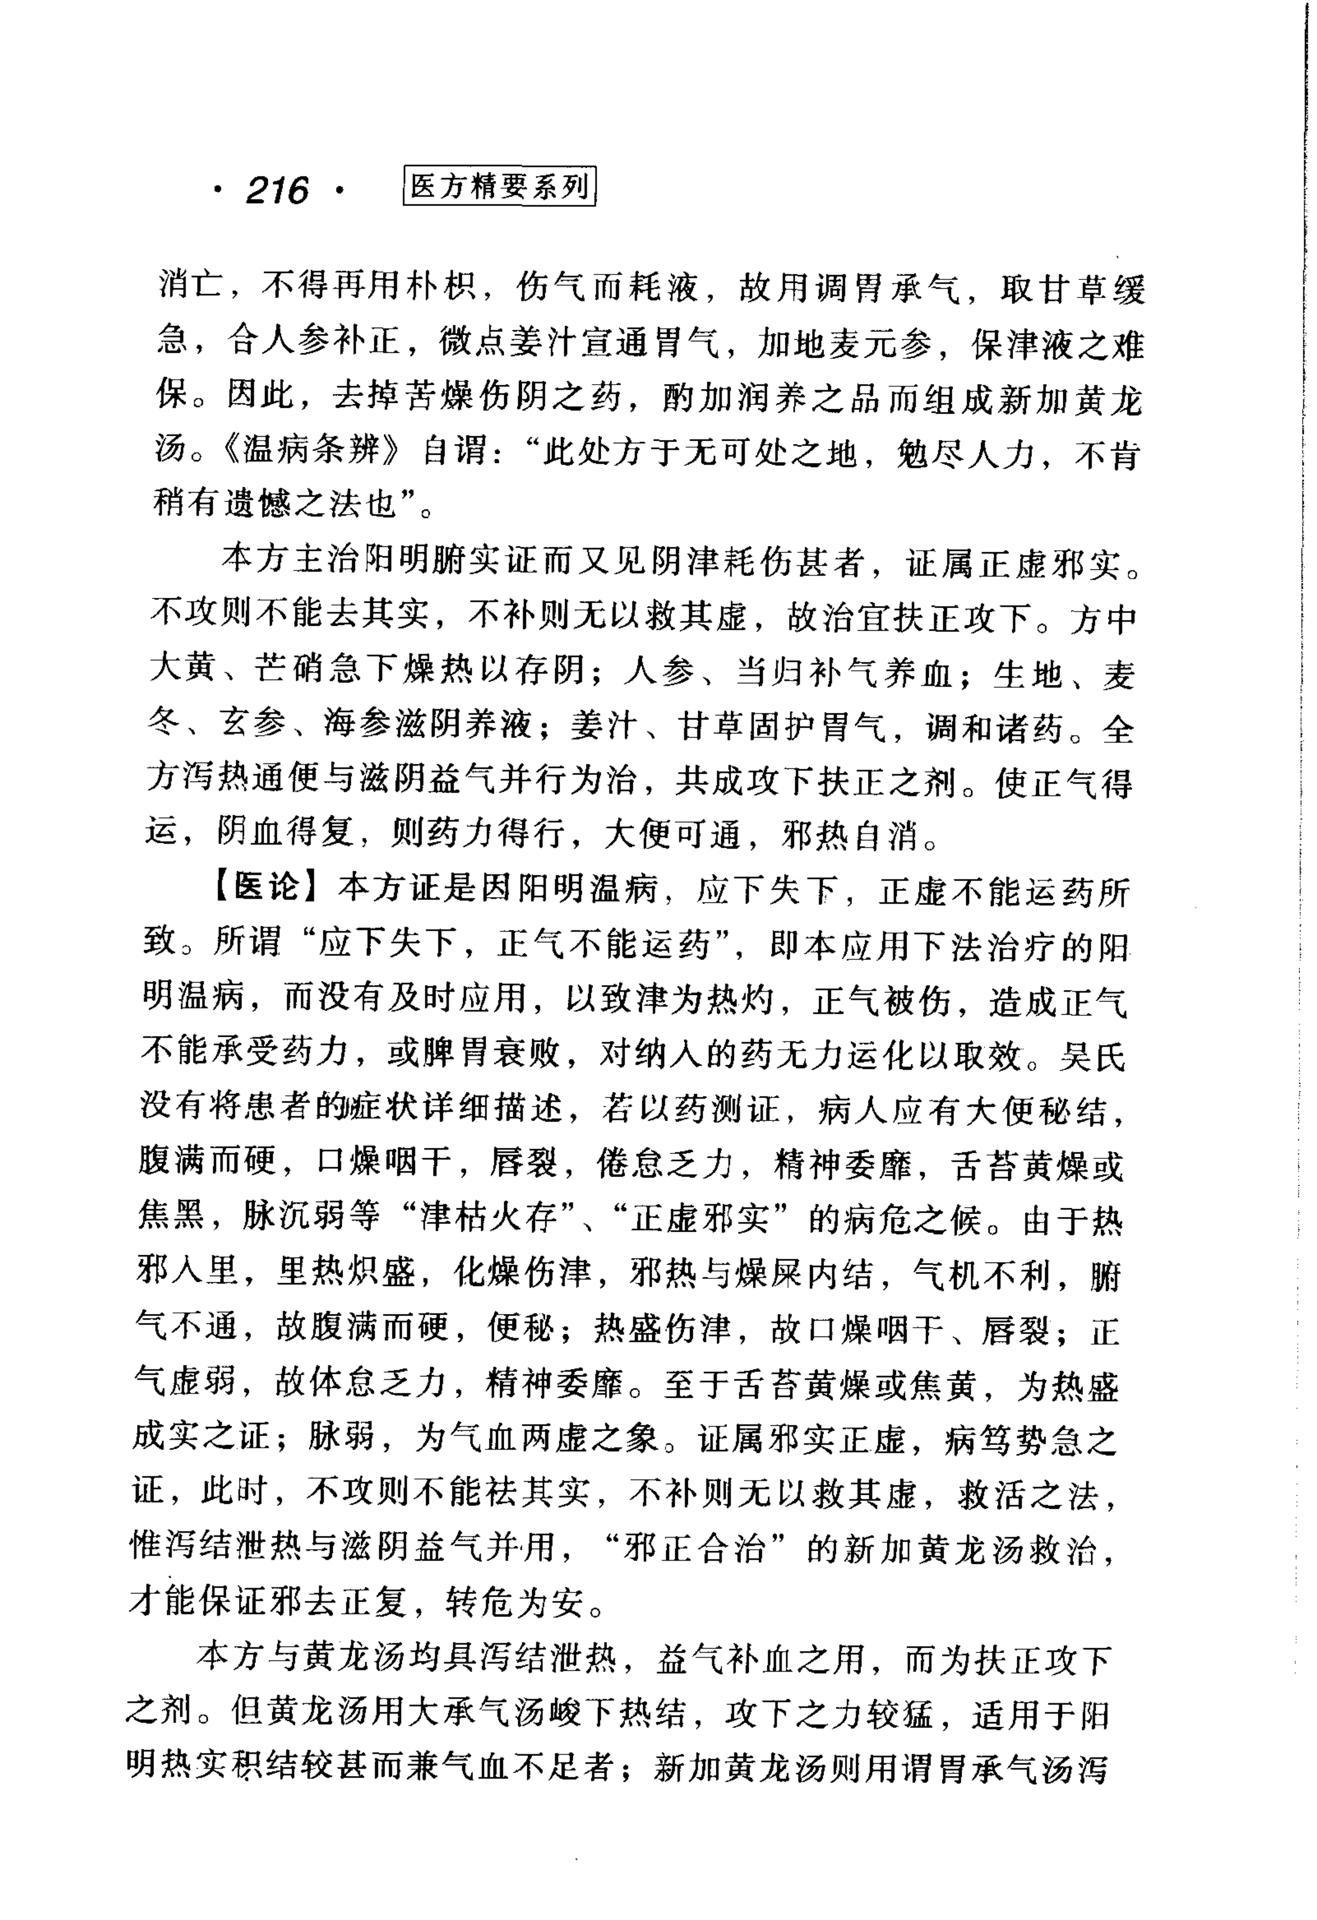 ·216· 医方精要系列
消亡，不得再用朴枳，伤气而耗液，故用调胃承气，取甘草缓
急，合人参补正，微点姜汁宣通胃气，加地麦元参，保津液之难
保。因此，去掉苦燥伤阴之药，酌加润养之品而组成新加黄龙
汤。《温病条辨》自谓：“此处方于无可处之地，勉尽人力，不肯
稍有遗憾之法也”。
本方主治阳明腑实证而又见阴津耗伤甚者，证属正虚邪实。
不攻则不能去其实，不补则无以救其虚，故治宜扶正攻下。方中
大黄、芒硝急下燥热以存阴；人参、当归补气养血；生地、麦
冬、玄参、海参滋阴养液；姜汁、甘草固护胃气，调和诸药。全
方泻热通便与滋阴益气并行为治，共成攻下扶正之剂。使正气得
运，阴血得复，则药力得行，大便可通，邪热自消。
【医论】本方证是因阳明温病，应下失下，正虚不能运药所
致。所谓“应下失下，正气不能运药”，即本应用下法治疗的阳
明温病，而没有及时应用，以致津为热灼，正气被伤，造成正气
不能承受药力，或脾胃衰败，对纳入的药无力运化以取效。吴氏
没有将患者的症状详细描述，若以药测证，病人应有大便秘结，
腹满而硬，口燥咽干，唇裂，倦怠乏力，精神委靡，舌苔黄燥或
焦黑，脉沉弱等“津枯火存”、“正虚邪实”的病危之候。由于热
邪入里，里热炽盛，化燥伤津，邪热与燥屎内结，气机不利，腑
气不通，故腹满而硬，便秘；热盛伤津，故口燥咽干、唇裂；正
气虚弱，故体怠乏力，精神委靡。至于舌苔黄燥或焦黄，为热盛
成实之证；脉弱，为气血两虚之象。证属邪实正虚，病笃势急之
证，此时，不攻则不能祛其实，不补则无以救其虚，救活之法，
惟泻结泄热与滋阴益气并用，“邪正合治”的新加黄龙汤救治，
才能保证邪去正复，转危为安。
本方与黄龙汤均具泻结泄热，益气补血之用，而为扶正攻下
之剂。但黄龙汤用大承气汤峻下热结，攻下之力较猛，适用于阳
明热实积结较甚而兼气血不足者；新加黄龙汤则用谓胃承气汤泻